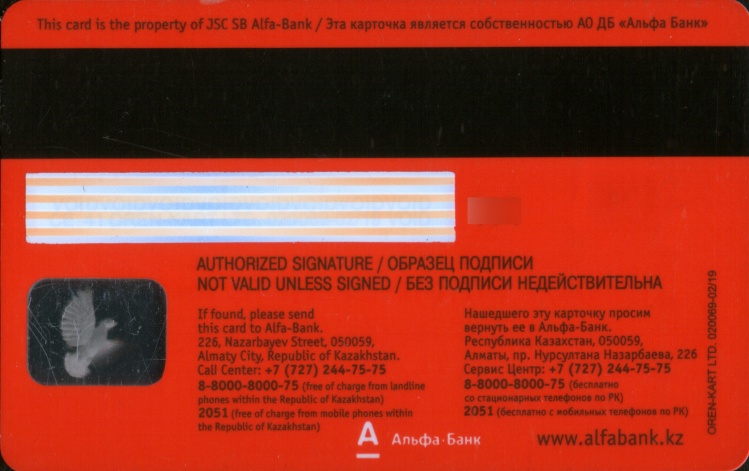 This card is the property of JSC SB Alfa-Bank / Эта карточка является собственностью АО ДБ «Альфа Банк»
AUTHORIZED SIGNATURE / ОБРАЗЕЦ ПОДПИСИ
NOT VALID UNLESS SIGNED / БЕЗ ПОДПИСИ НЕДЕЙСТВИТЕЛЬНА
If found, please send
this card to Alfa-Bank.
226, Nazarbayev Street, 050059,
Almaty City, Republic of Kazakhstan.
Call Center: +7 (727) 244-75-75
8-8000-8000-75 (free of charge from landline
phones within the Republic of Kazakhstan)
2051 (free of charge from mobile phones within
the Republic of Kazakhstan)
Нашедшего эту карточку просим
вернуть ее в Альфа-Банк.
Республика Казахстан, 050059,
Алматы, пр. Нурсултана Назарбаева, 226
Сервис Центр: +7 (727) 244-75-75
8-8000-8000-75 (бесплатно
со стационарных телефонов по РК)
2051 (бесплатно с мобильных телефонов по РК)
OREN-KART LTD. 020069-02/19
А Альфа·Банк
www.alfabank.kz